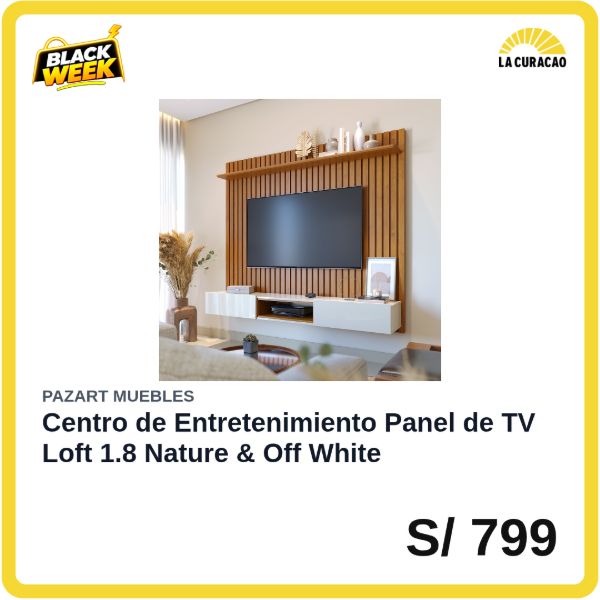 BLACK
WEEK
LA CURACAO
PAZART MUEBLES
Centro de Entretenimiento Panel de TV
Loft 1.8 Nature & Off White
S/ 799